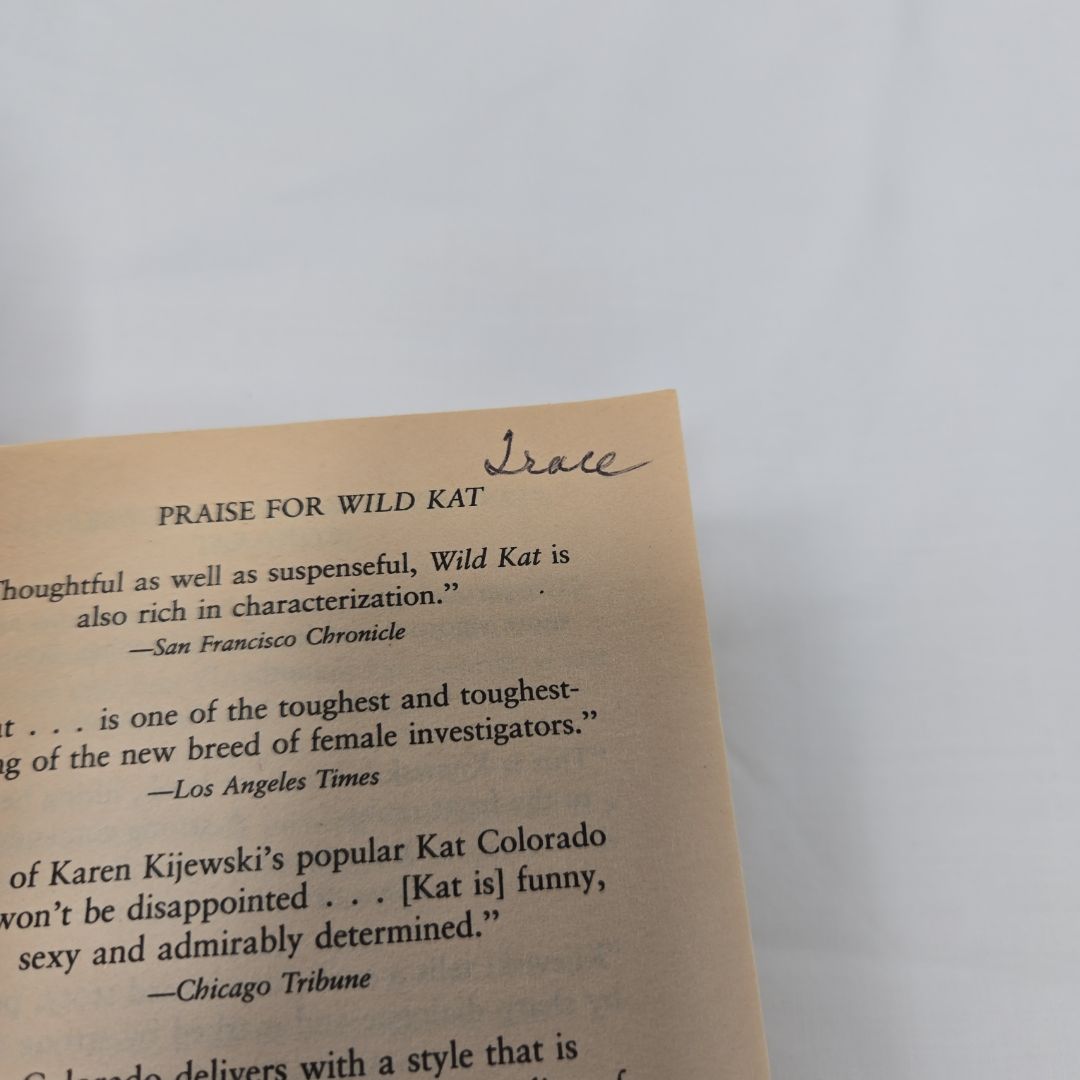 Trace
PRAISE FOR WILD KAT
Thoughtful as well as suspenseful, Wild Kat is
also rich in characterization.”
—San Francisco Chronicle
. . . is one of the toughest and toughest-
of the new breed of female investigators.”
—Los Angeles Times
of Karen Kijewski’s popular Kat Colorado
won’t be disappointed . . . [Kat is] funny,
sexy and admirably determined.”
—Chicago Tribune
Colorado delivers with a style that is